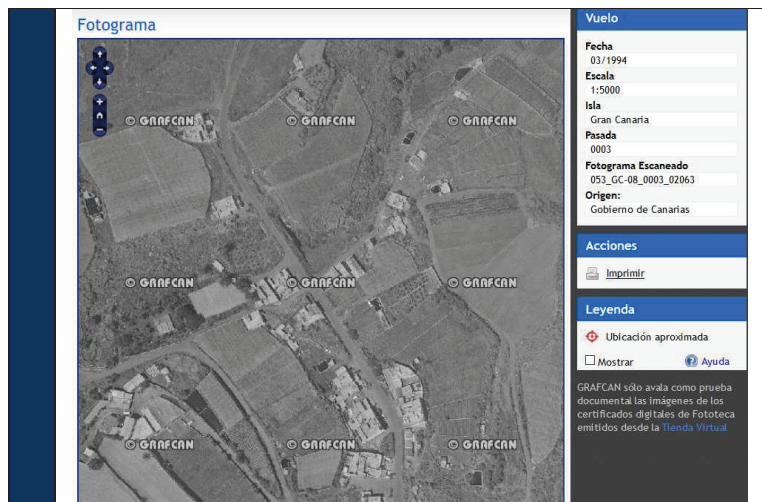 Fotograma
© GRAFCAN © GRAFCAN © GRAFCAN
© GRAFCAN © GRAFCAN © GRAFCAN
© GRAFCAN © GRAFCAN © GRAFCAN
Vuelo
Fecha
03/1994
Escala
1:5000
Isla
Gran Canaria
Pasada
0003
Fotograma Escaneado
053_GC-08_0003_02063
Origen:
Gobierno de Canarias
Acciones
Imprimir
Leyenda
Ubicación aproximada
Mostrar Ayuda
GRAFCAN sólo avala como prueba
documental las imágenes de los
certificados digitales de Fototeca
emitidos desde la Tienda Virtual